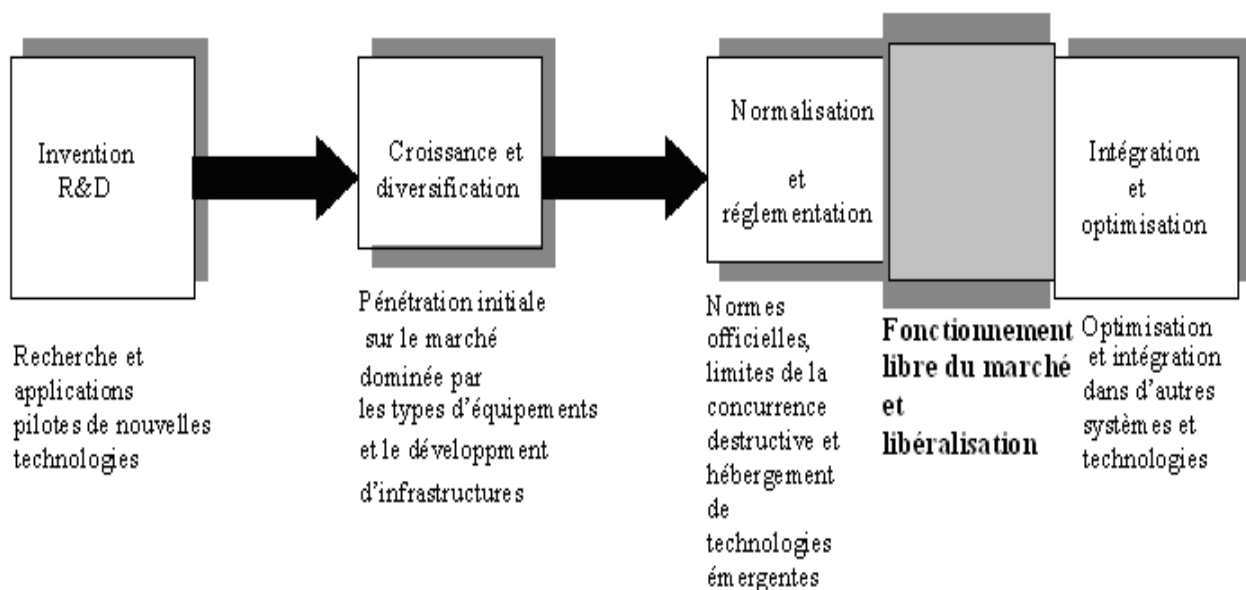 Invention
R&D
Recherche et
applications
pilotes de nouvelles
technologies
Croissance et
diversification
Pénétration initiale
sur le marché
dominée par
les types d'équipements
et le développment
d'infrastructures
Normalisation
et
réglementation
Normes
officielles,
limites de la
concurrence
destructive et
hébergement
de
technologies
émergentes
Fonctionnement
libre du marché
et
libéralisation
Intégration
et
optimisation
Optimisation
et intégration
dans d'autres
systèmes et
technologies